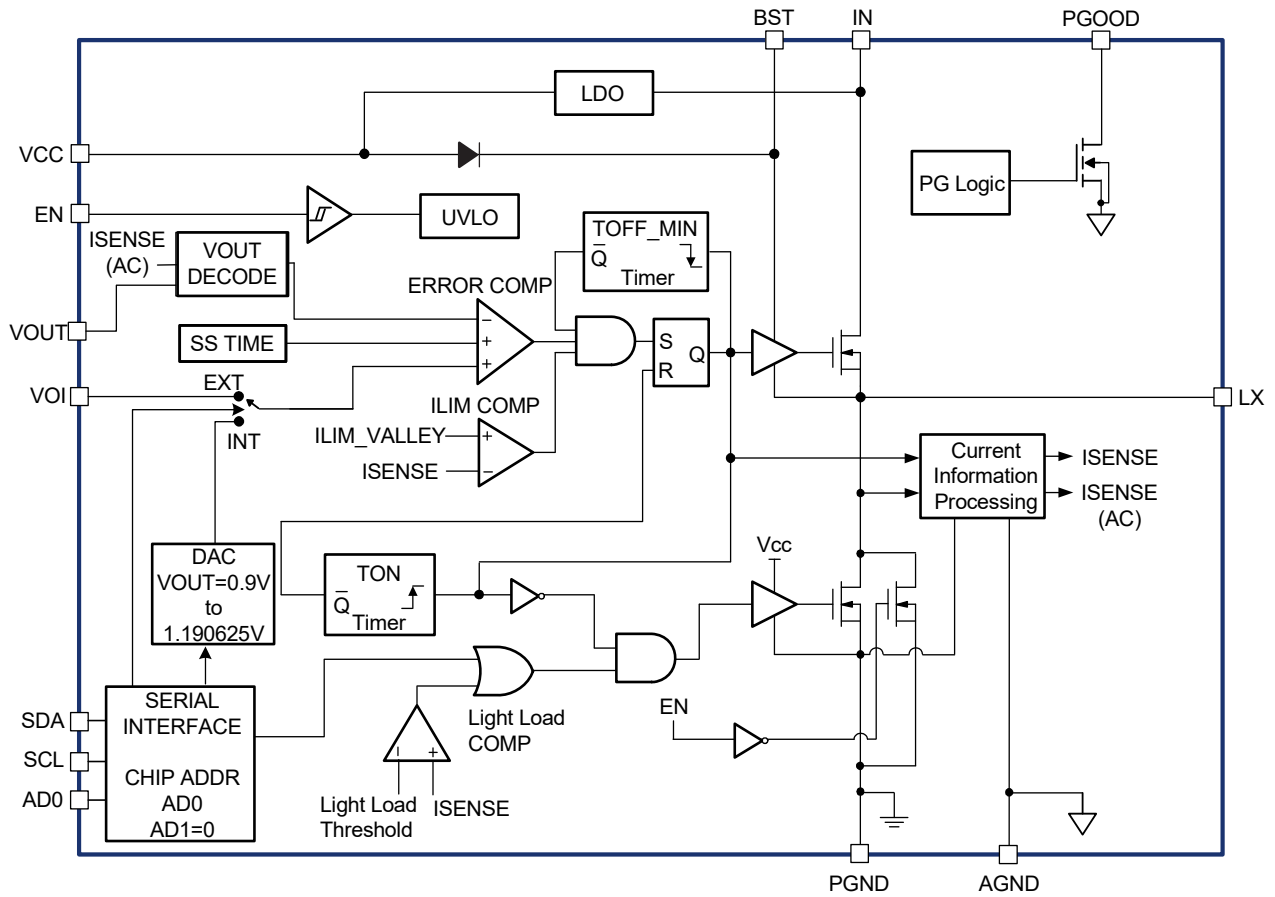 BST
IN
PGOOD
LDO
VCC
PG Logic
EN
UVLO
ISENSE
(AC)
VOUT
DECODE
TOFF_MIN
Q̅
Timer
ERROR COMP
VOUT
SS TIME
−
+
+
S
R
Q
VOI
EXT
INT
LX
ILIM COMP
ILIM_VALLEY
+
ISENSE
−
Current
Information
Processing
ISENSE
ISENSE
(AC)
DAC
VOUT=0.9V
to
1.190625V
TON
Q̅
Timer
Vcc
SERIAL
INTERFACE
CHIP ADDR
AD0
AD1=0
SDA
SCL
AD0
Light Load
COMP
−
+
Light Load
Threshold
ISENSE
EN
PGND
AGND